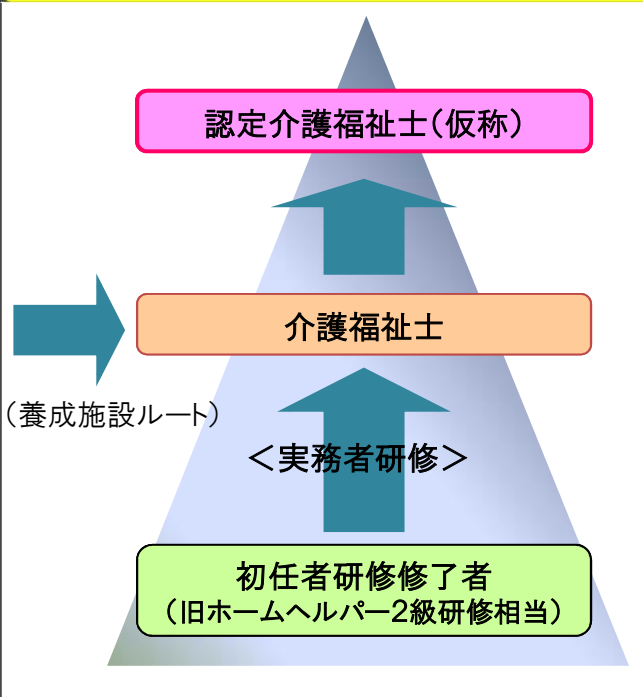 認定介護福祉士（仮称）
介護福祉士
（養成施設ルート）
＜実務者研修＞
初任者研修修了者
（旧ホームヘルパー2級研修相当）